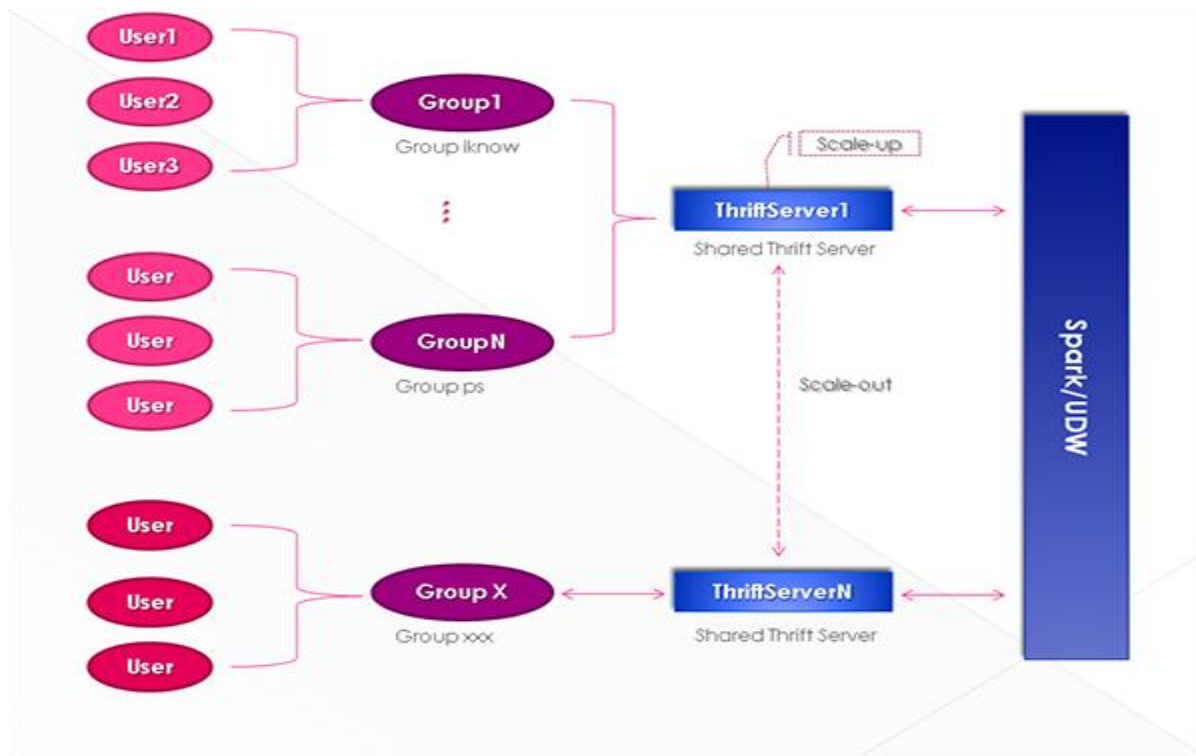 User1
User2
User3
Group1
Group iknow
Scale-up
ThriftServer1
Shared Thrift Server
User
User
User
GroupN
Group ps
Scale-out
Spark/UDW
User
User
User
Group X
Group xxx
ThriftServerN
Shared Thrift Server